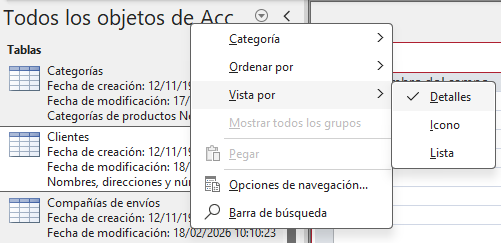 Todos los objetos de Acc
Tablas
Categorías
Fecha de creación: 12/11/19
Fecha de modificación: 17/
Categorías de productos No
Clientes
Fecha de creación: 12/11/19
Fecha de modificación: 18/
Nombres, direcciones y nú
Compañías de envíos
Fecha de creación: 12/11/19
Fecha de modificación: 18/02/2026 10:10:23
Categoría
Ordenar por
Vista por
Mostrar todos los grupos
Pegar
Opciones de navegación...
Barra de búsqueda
del campo
Detalles
Icono
Lista